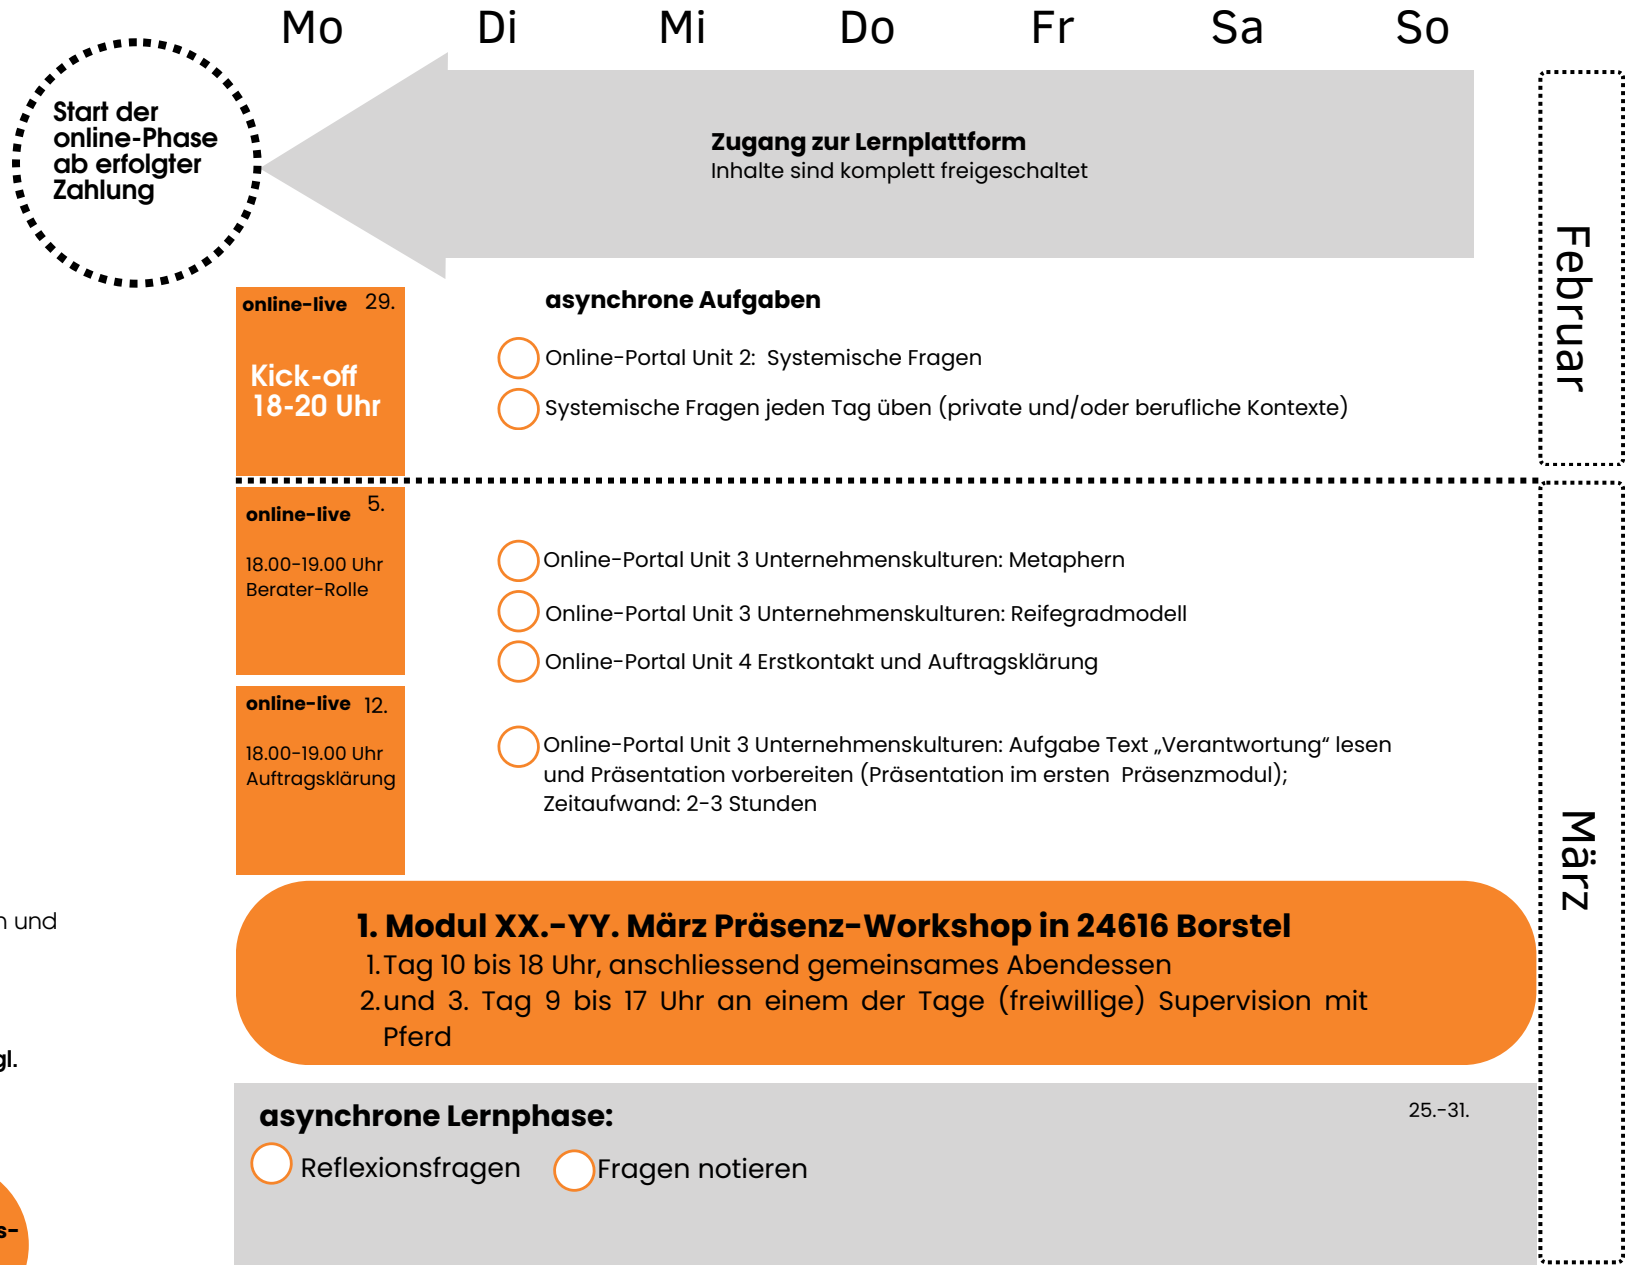 Mo Di Mi Do Fr Sa So
Start der
online-Phase
ab erfolgter
Zahlung
Zugang zur Lernplattform
Inhalte sind komplett freigeschaltet
Februar
online-live 29.
Kick-off
18-20 Uhr
asynchrone Aufgaben
Online-Portal Unit 2: Systemische Fragen
Systemische Fragen jeden Tag üben (private und/oder berufliche Kontexte)
März
online-live 5.
18.00-19.00 Uhr
Berater-Rolle
Online-Portal Unit 3 Unternehmenskulturen: Metaphern
Online-Portal Unit 3 Unternehmenskulturen: Reifegradmodell
Online-Portal Unit 4 Erstkontakt und Auftragsklärung
online-live 12.
18.00-19.00 Uhr
Auftragsklärung
Online-Portal Unit 3 Unternehmenskulturen: Aufgabe Text „Verantwortung“ lesen
und Präsentation vorbereiten (Präsentation im ersten Präsenzmodul);
Zeitaufwand: 2-3 Stunden
und
1. Modul XX.-YY. März Präsenz-Workshop in 24616 Borstel
1. Tag 10 bis 18 Uhr, anschliessend gemeinsames Abendessen
2. und 3. Tag 9 bis 17 Uhr an einem der Tage (freiwillige) Supervision mit
Pferd
gl.
asynchrone Lernphase: 25.-31.
Reflexionsfragen Fragen notieren
s-